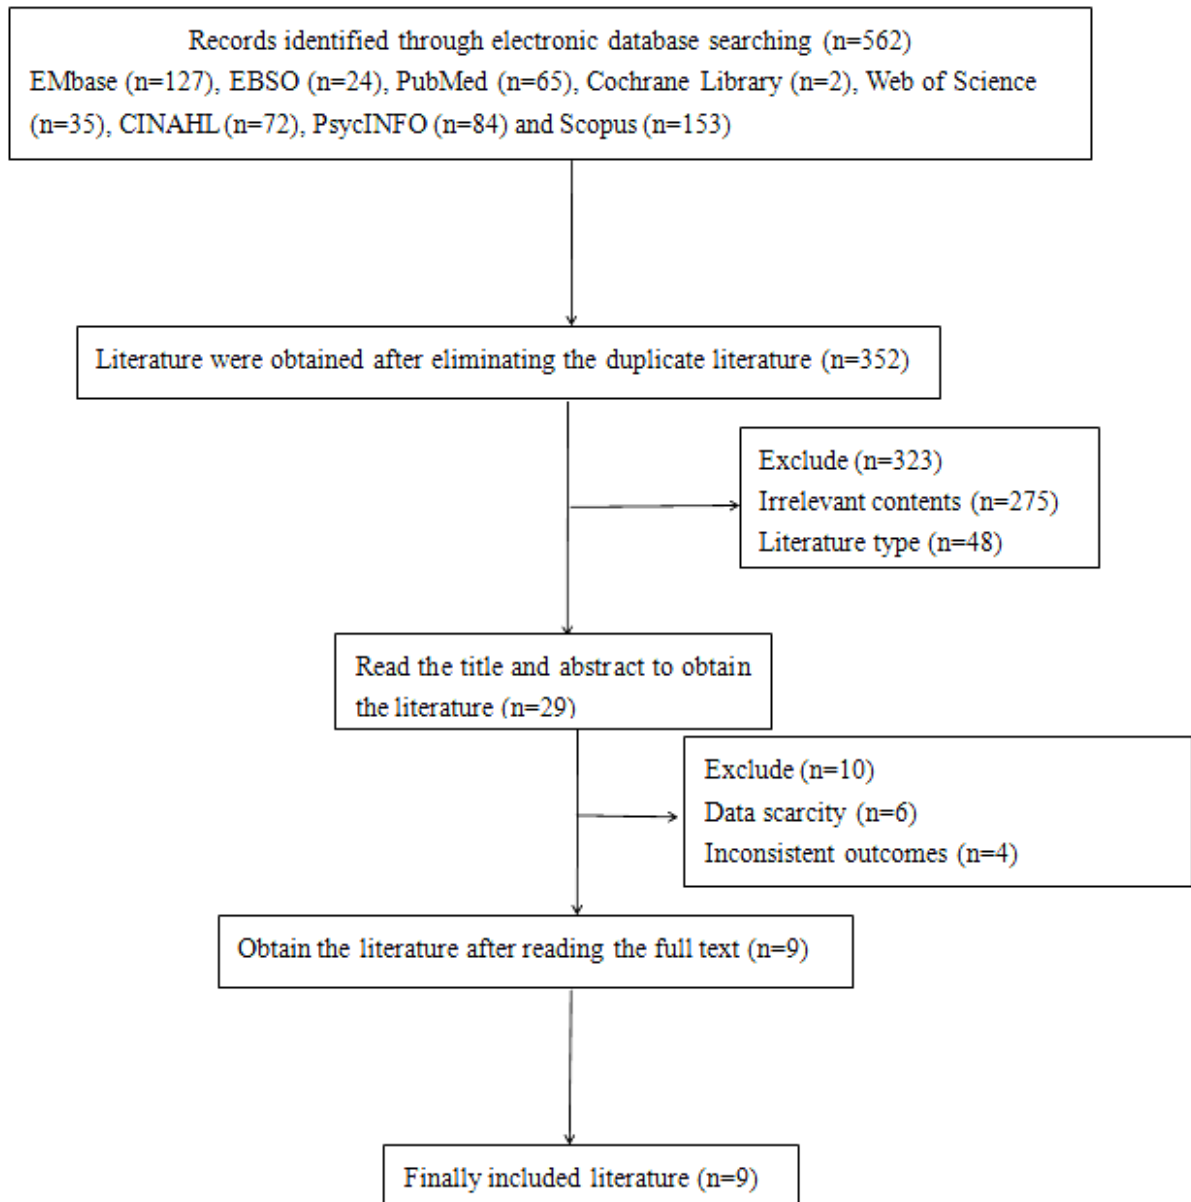 Records identified through electronic database searching (n=562)
EMbase (n=127), EBSO (n=24), PubMed (n=65), Cochrane Library (n=2), Web of Science
(n=35), CINAHL (n=72), PsycINFO (n=84) and Scopus (n=153)
Literature were obtained after eliminating the duplicate literature (n=352)
Exclude (n=323)
Irrelevant contents (n=275)
Literature type (n=48)
Read the title and abstract to obtain
the literature (n=29)
Exclude (n=10)
Data scarcity (n=6)
Inconsistent outcomes (n=4)
Obtain the literature after reading the full text (n=9)
Finally included literature (n=9)